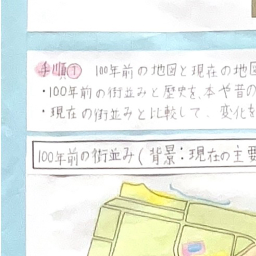 手順① 100年前の地図と現在の地図
・100年前の街並みと歴史を、本や昔の
・現在の街並みと比較して、変化を
100年前の街並み(背景:現在の主要